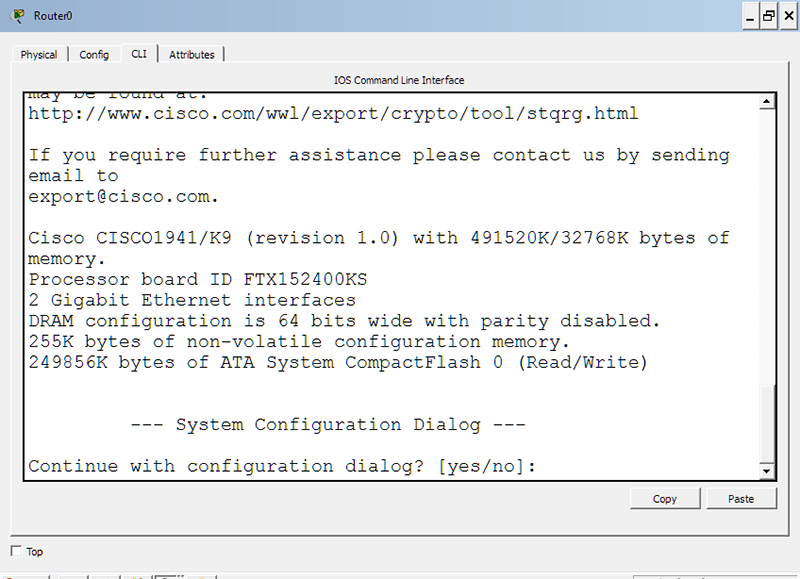 Router0
Physical Config CLI Attributes
IOS Command Line Interface
may be found at:
http://www.cisco.com/wwl/export/crypto/tool/stqrg.html
If you require further assistance please contact us by sending
email to
export@cisco.com.
Cisco CISCO1941/K9 (revision 1.0) with 491520K/32768K bytes of
memory.
Processor board ID FTX152400KS
2 Gigabit Ethernet interfaces
DRAM configuration is 64 bits wide with parity disabled.
255K bytes of non-volatile configuration memory.
249856K bytes of ATA System CompactFlash 0 (Read/Write)
--- System Configuration Dialog ---
Continue with configuration dialog? [yes/no]:
Copy Paste
Top